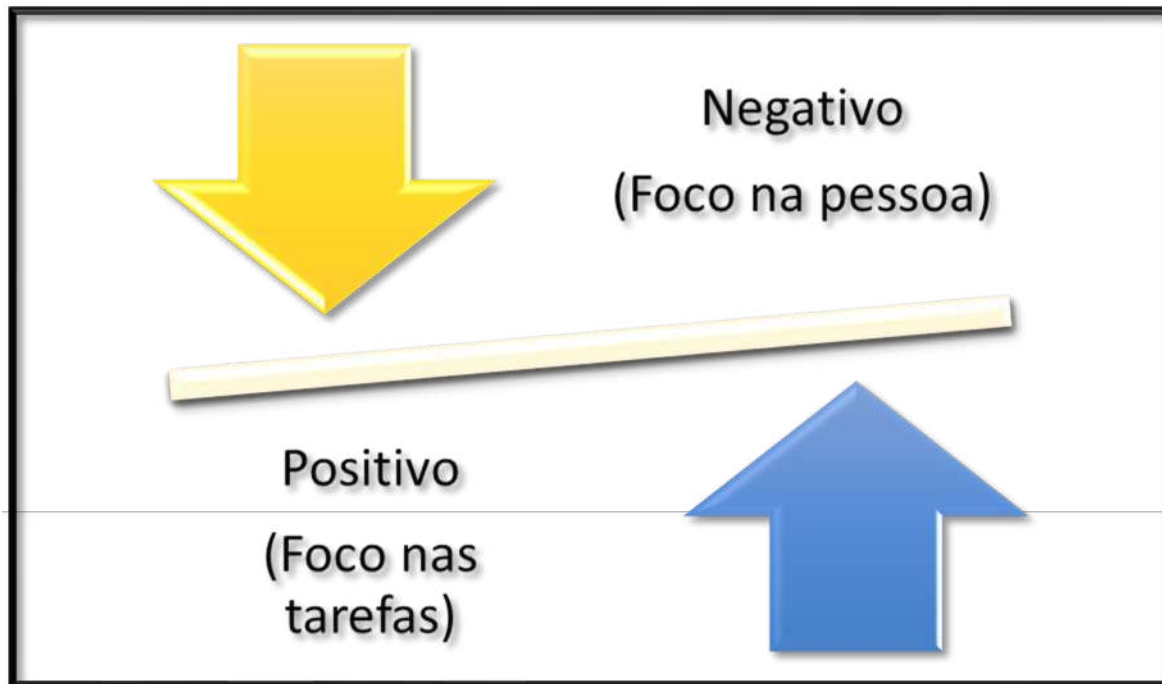 Negativo
(Foco na pessoa)
Positivo
(Foco nas
tarefas)